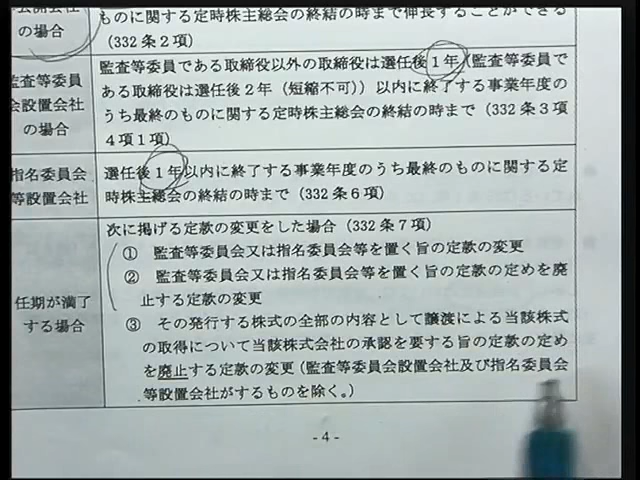 の場合
ものに関する定時株主総会の終結の時まで伸長することができる
(332条2項)
監査等委員
会設置会社
の場合
監査等委員である取締役以外の取締役は選任後1年(監査等委員で
ある取締役は選任後2年(短縮不可))以内に終了する事業年度の
うち最終のものに関する定時株主総会の終結の時まで(332条3項
4項1項)
指名委員会
等設置会社
選任後1年以内に終了する事業年度のうち最終のものに関する定
時株主総会の終結の時まで(332条6項)
任期が満了
する場合
次に掲げる定款の変更をした場合(332条7項)
① 監査等委員会又は指名委員会等を置く旨の定款の変更
② 監査等委員会又は指名委員会等を置く旨の定款の定めを廃
止する定款の変更
③ その発行する株式の全部の内容として譲渡による当該株式
の取得について当該株式会社の承認を要する旨の定款の定め
を廃止する定款の変更(監査等委員会設置会社及び指名委員会
等設置会社がするものを除く。)
-4-